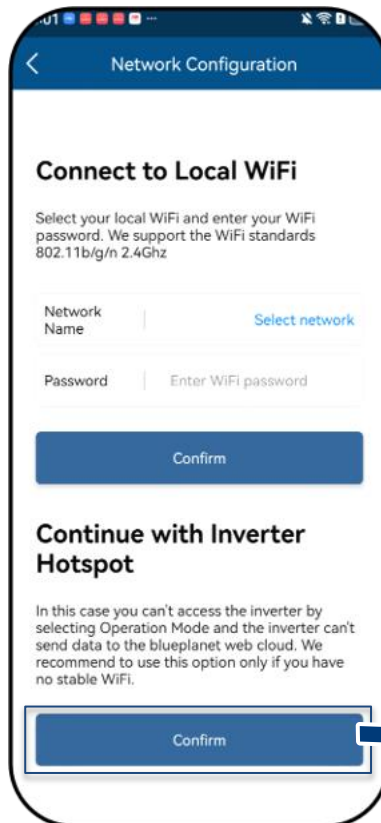 :01
Network Configuration
Connect to Local WiFi
Select your local WiFi and enter your WiFi
password. We support the WiFi standards
802.11b/g/n 2.4Ghz
Network
Name
Select network
Password
Enter WiFi password
Confirm
Continue with Inverter
Hotspot
In this case you can't access the inverter by
selecting Operation Mode and the inverter can't
send data to the blueplanet web cloud. We
recommend to use this option only if you have
no stable WiFi.
Confirm